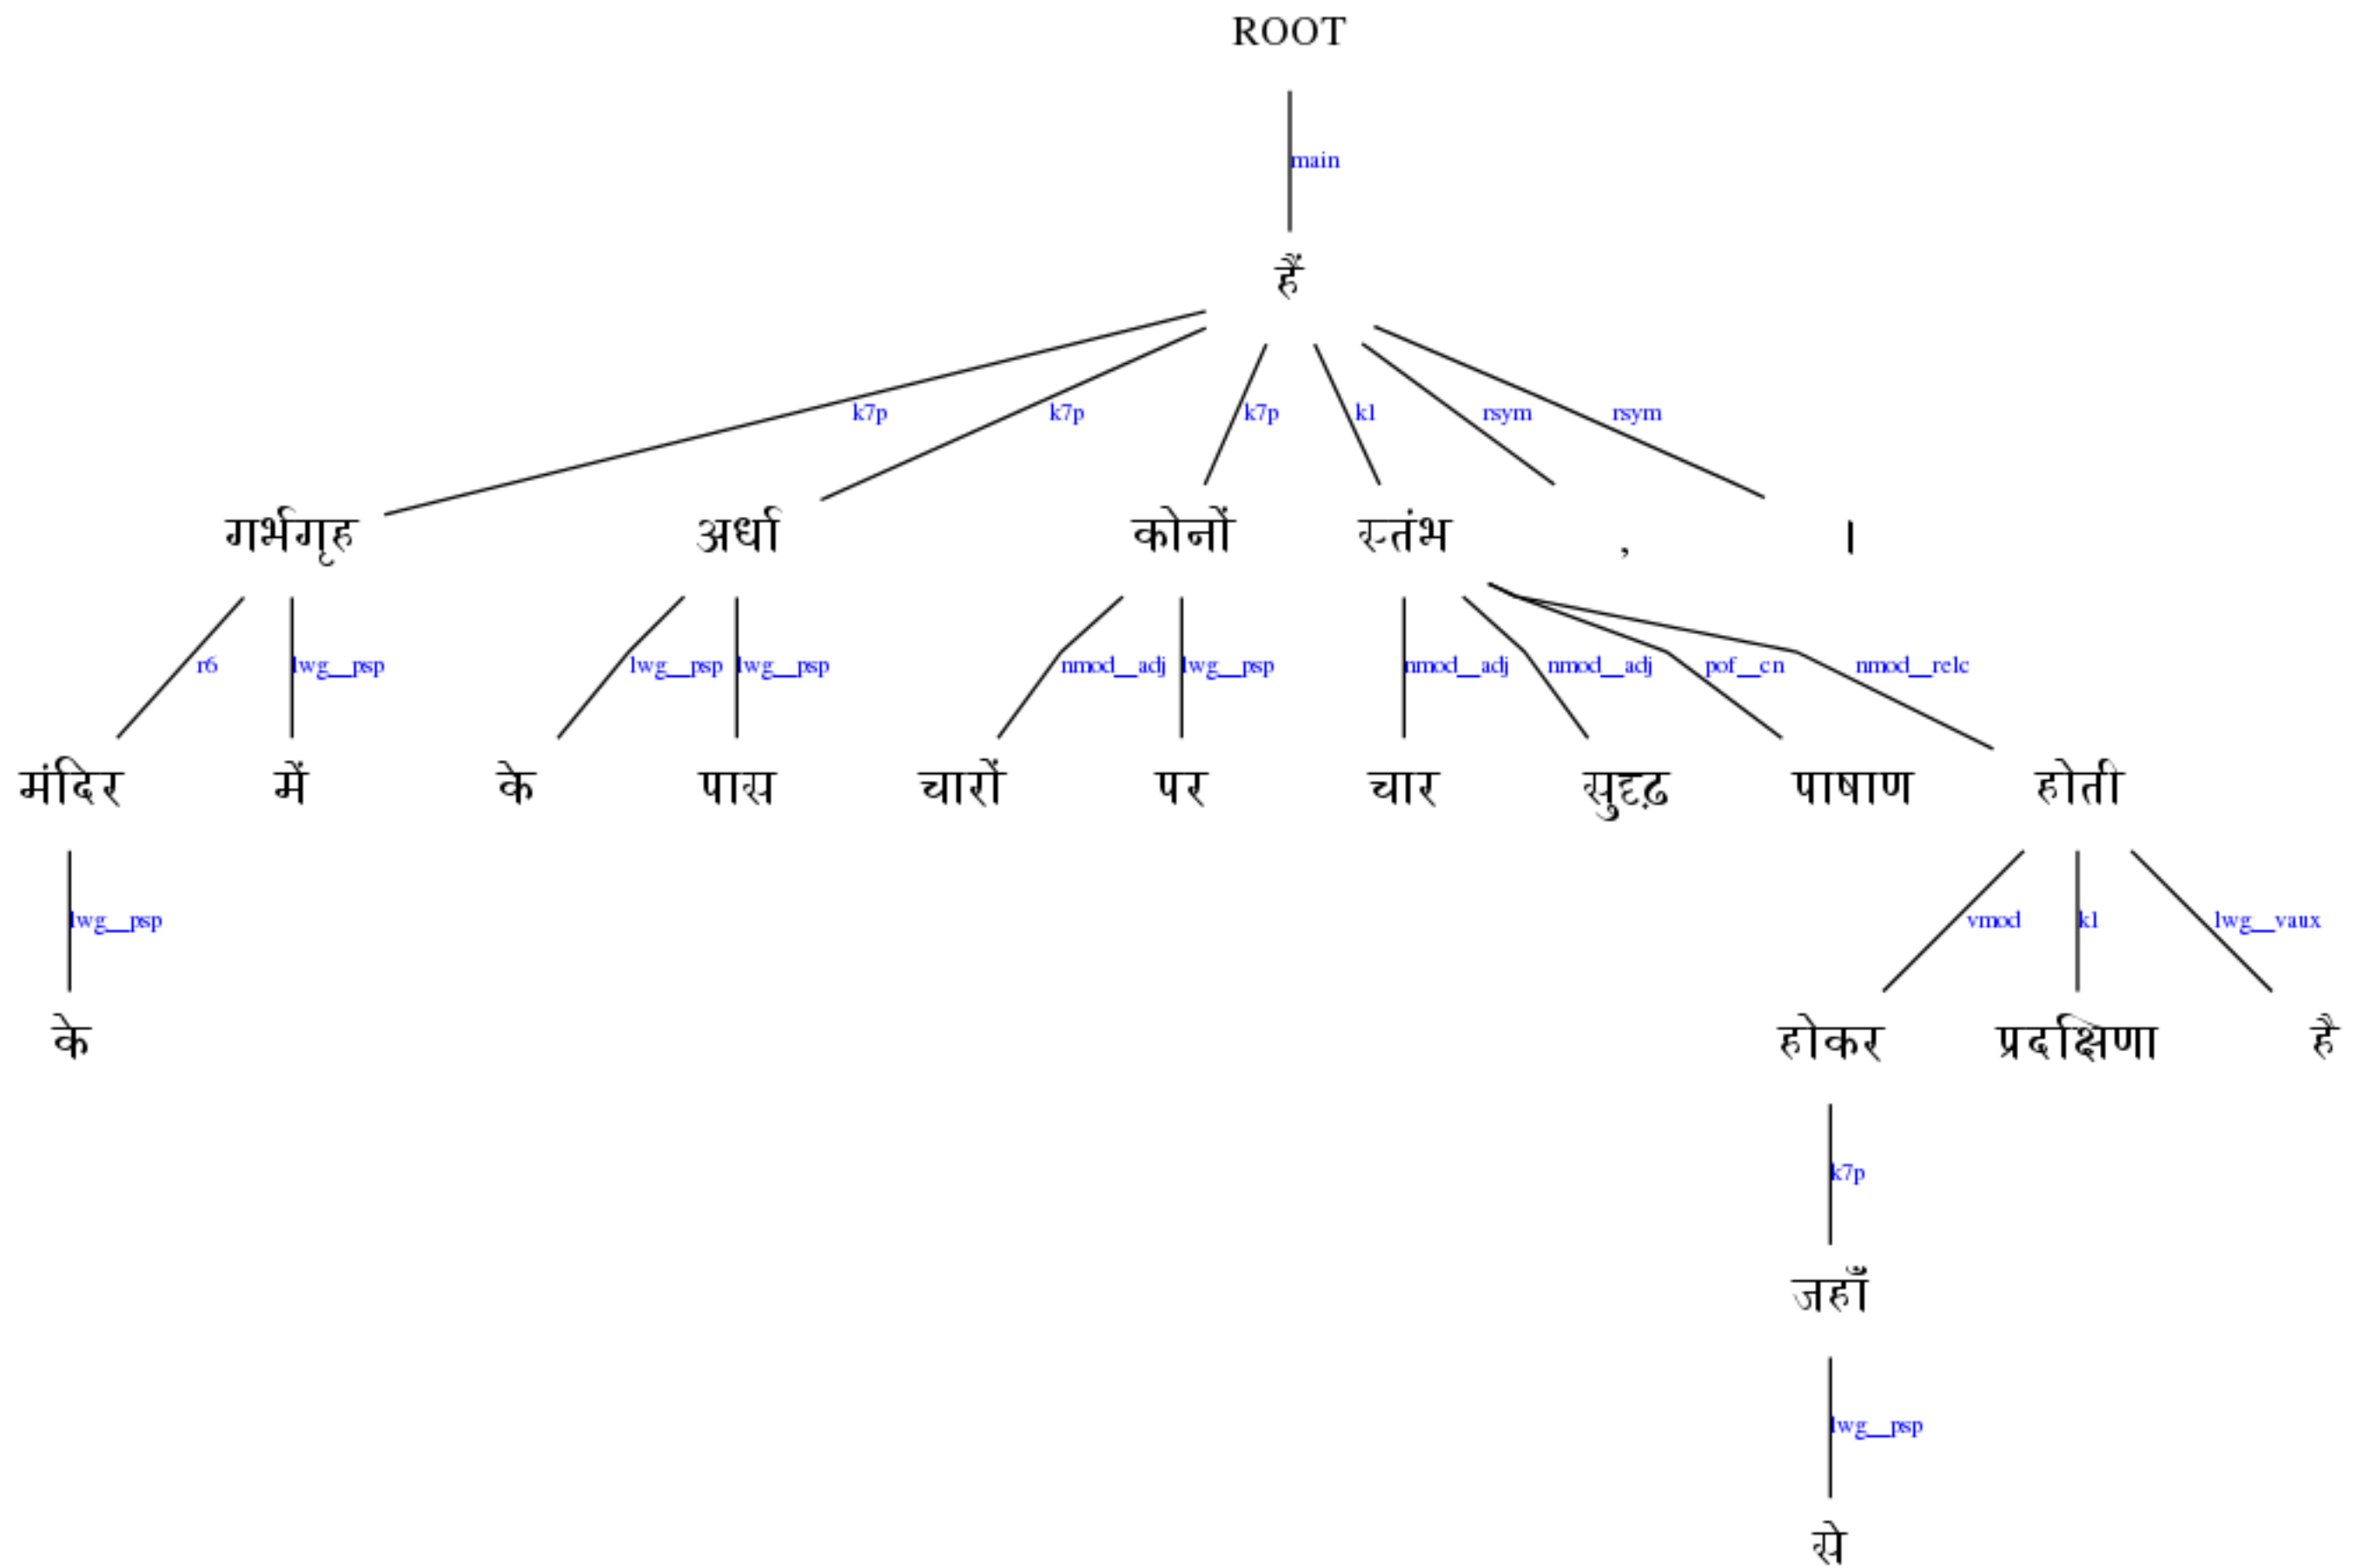 ROOT
main
हैं
k7p k7p k7p k1 rsym rsym
गर्भगृह अर्धा कोनों स्तंभ , ।
r6 lwg__psp lwg__psp lwg__psp nmod__adj lwg__psp nmod__adj nmod__adj pof__cn nmod__relc
मंदिर में के पास चारों पर चार सुदृढ़ पाषाण होती
lwg__psp vmod k1 lwg__vaux
के होकर प्रदक्षिणा है
k7p
जहाँ
lwg__psp
से